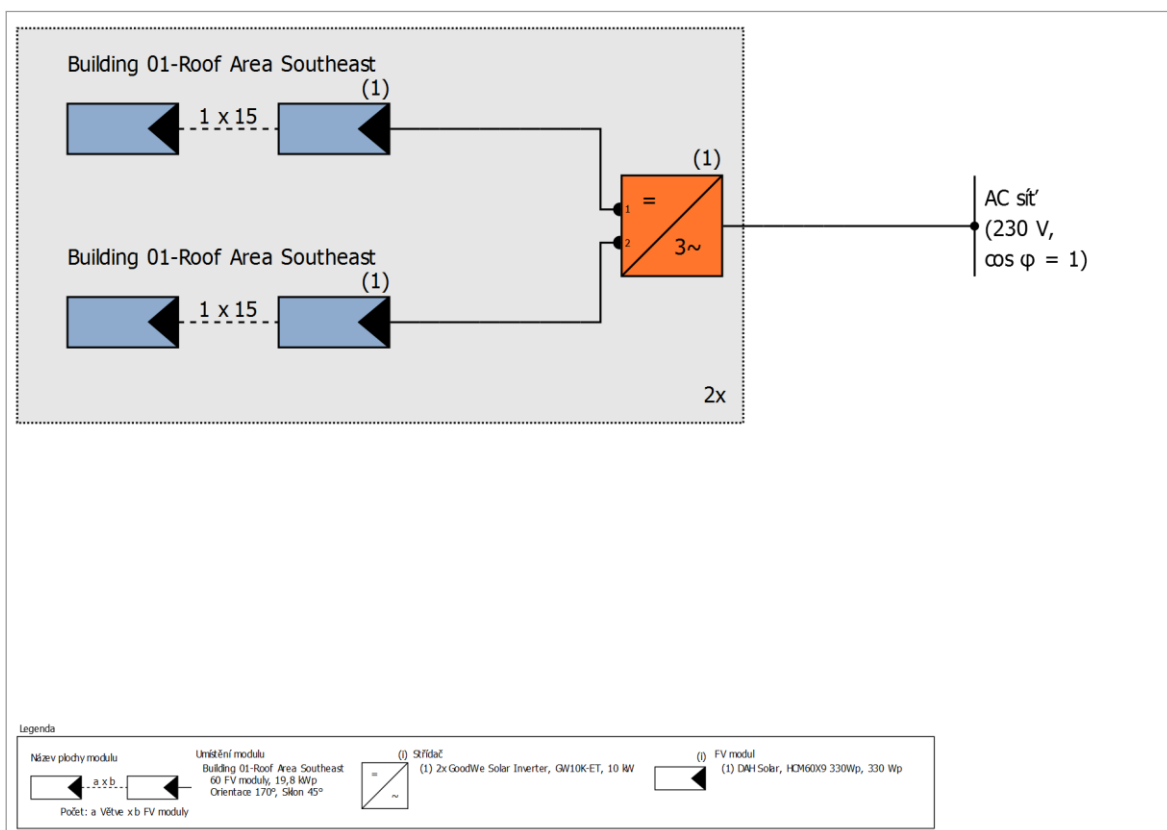 Building 01-Roof Area Southeast
(1)
1 x 15
Building 01-Roof Area Southeast
(1)
1 x 15
(1)
1
=
2
3~
2x
AC síť
(230 V,
cos φ = 1)
Legenda
Název plochy modulu
a x b
Počet: a Větve x b FV moduly
Umístění modulu
Building 01-Roof Area Southeast
60 FV moduly, 19,8 kWp
Orientace 170°, Sklon 45°
=
~
(i) Střídač
(1) 2x GoodWe Solar Inverter, GW10K-ET, 10 kW
(i) FV modul
(1) DAH Solar, HCM60X9 330Wp, 330 Wp